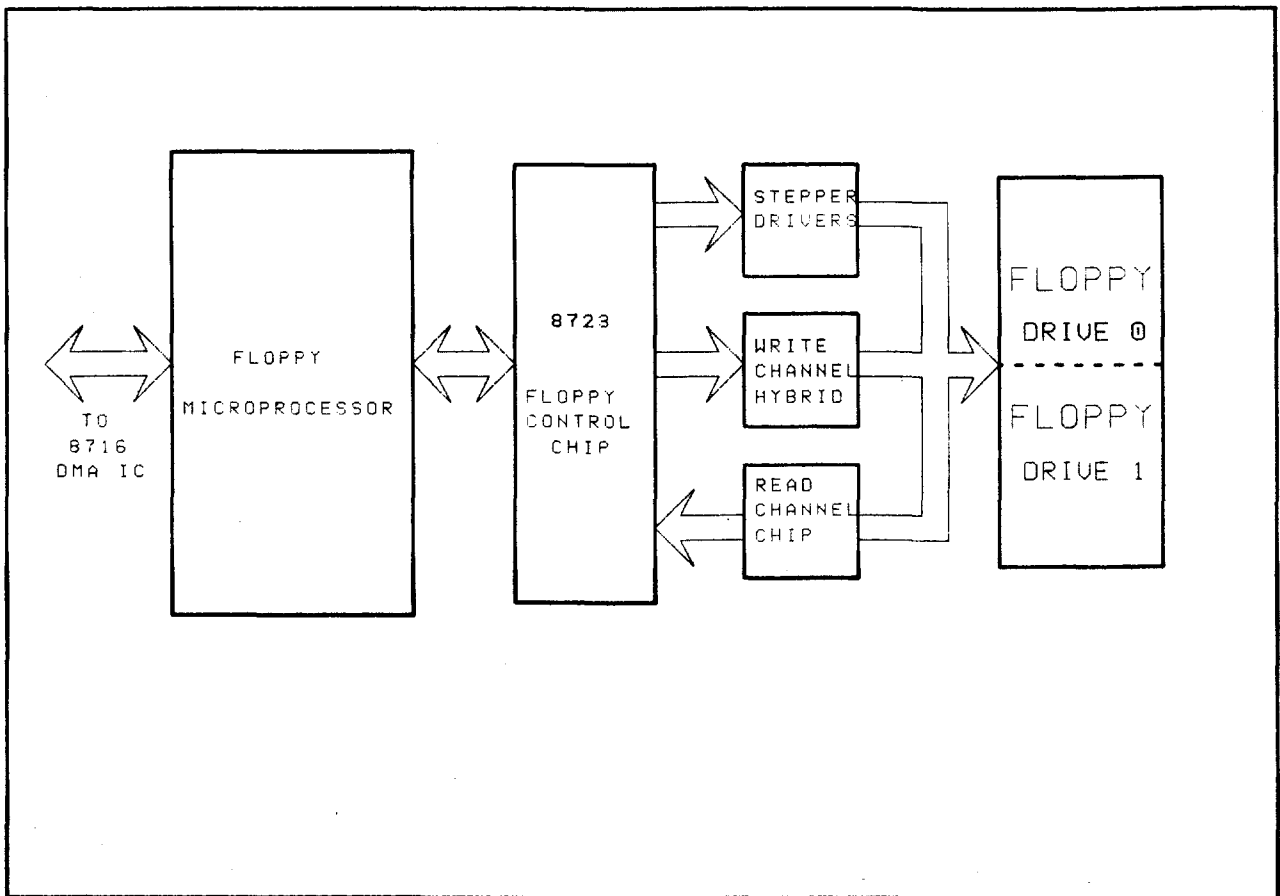 TO
8716
DMA IC
FLOPPY
MICROPROCESSOR
8723
FLOPPY
CONTROL
CHIP
STEPPER
DRIVERS
WRITE
CHANNEL
HYBRID
READ
CHANNEL
CHIP
FLOPPY
DRIVE 0
FLOPPY
DRIVE 1